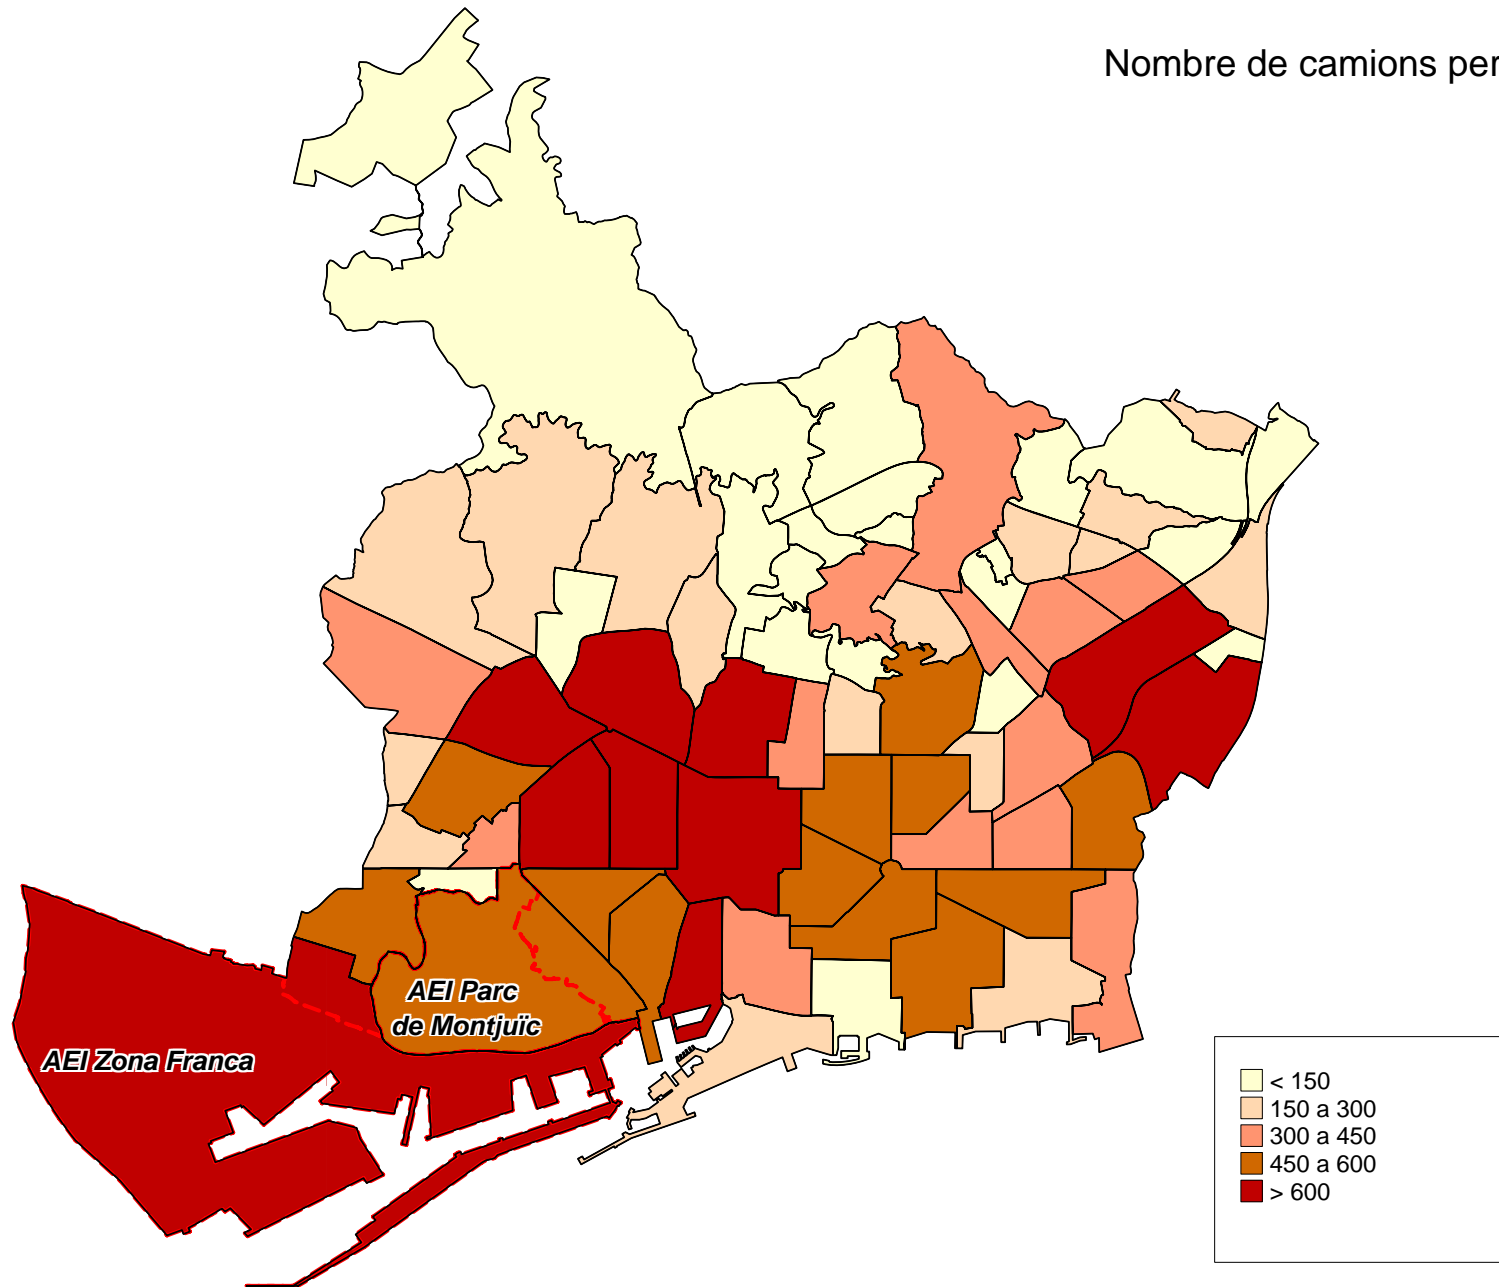 Nombre de camions per
AEI Parc
de Montjuïc
AEI Zona Franca
< 150
150 a 300
300 a 450
450 a 600
> 600